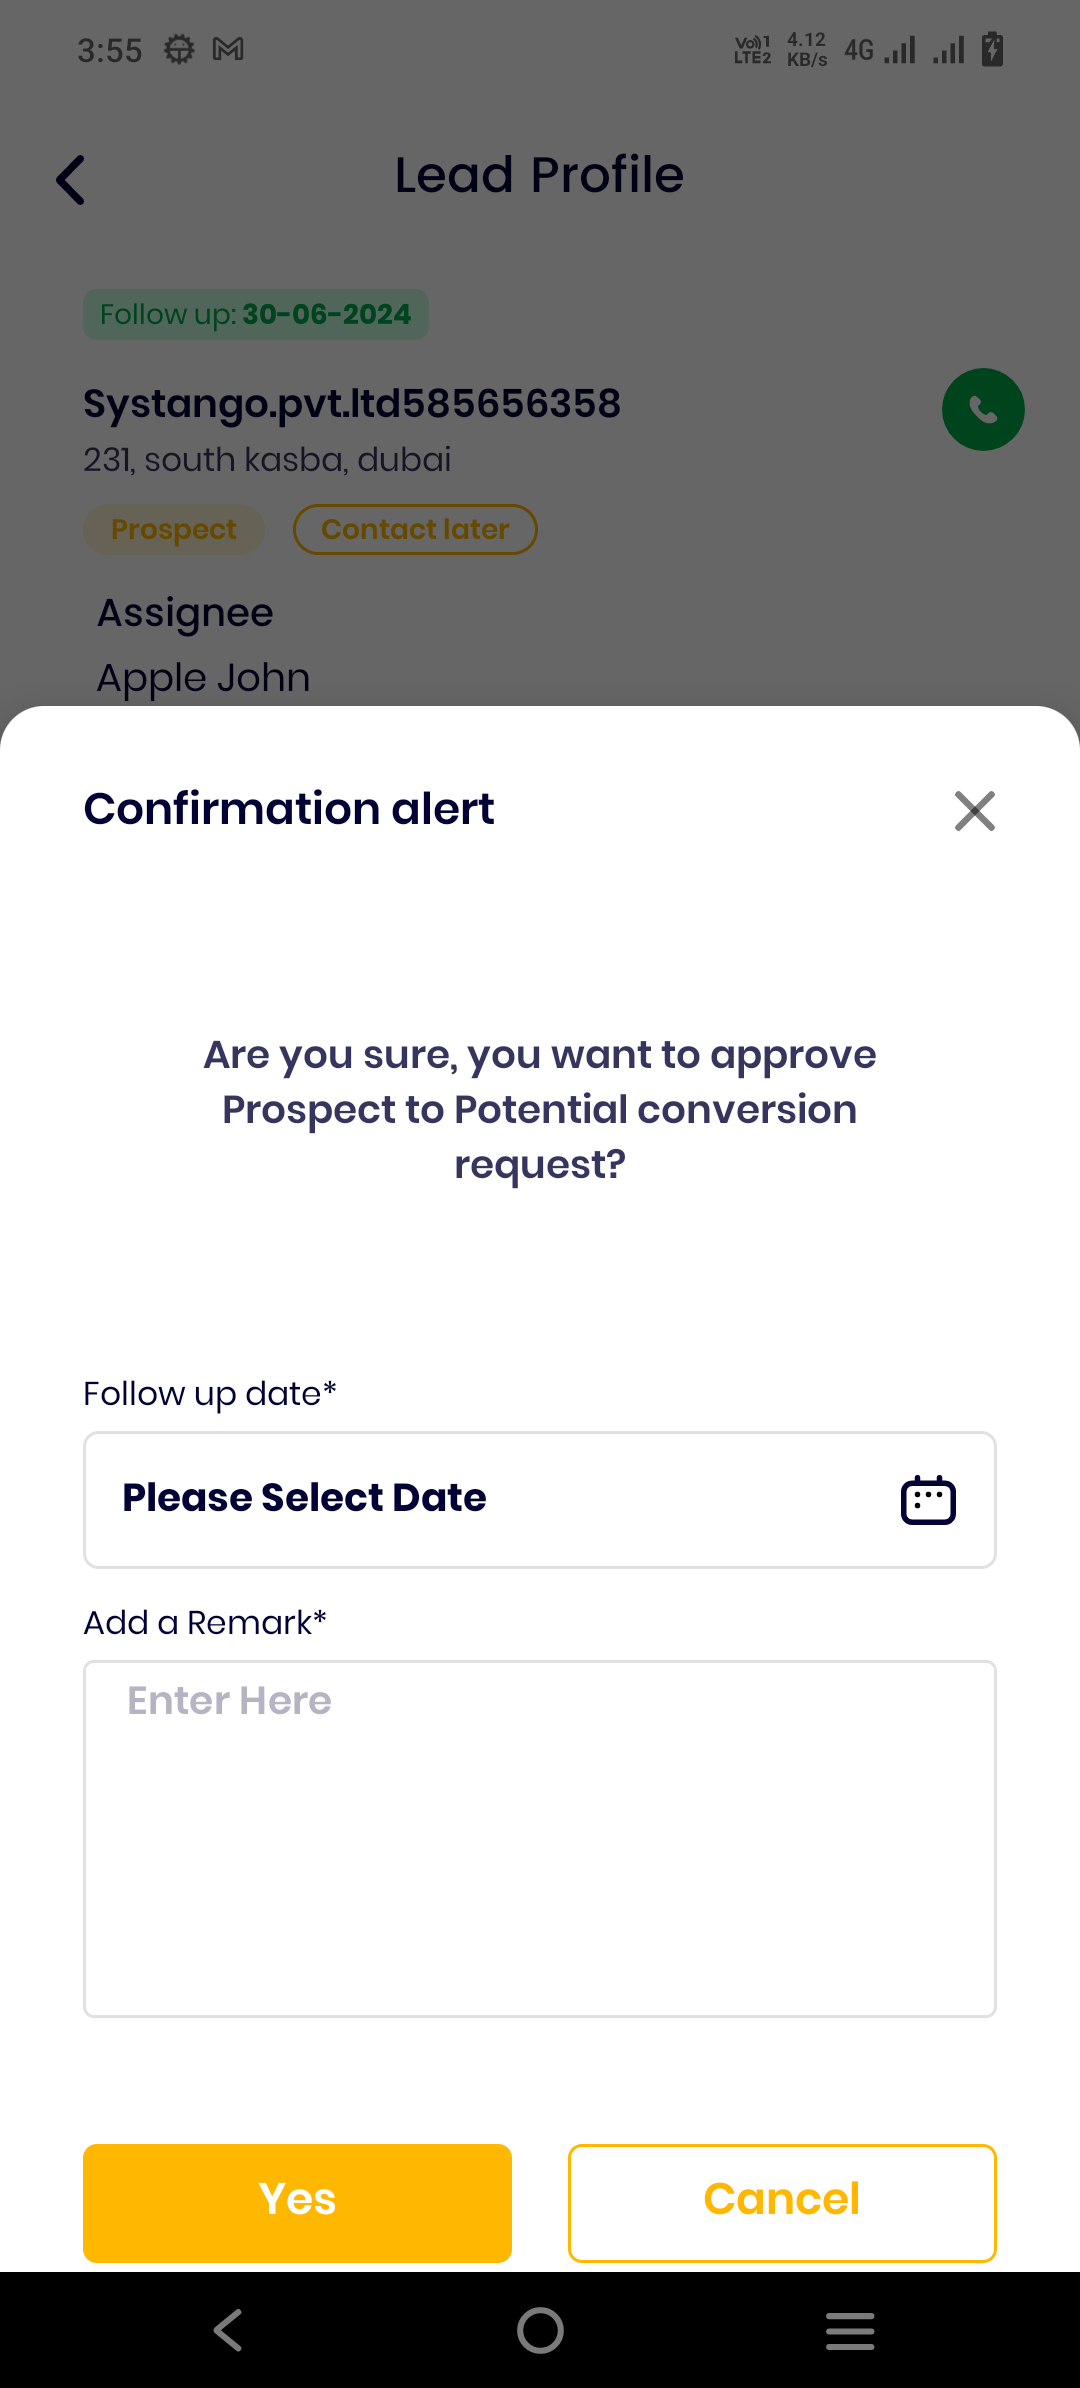 3:55
Vo)) 1
LTE2
4.12
KB/s
4G
Lead Profile
Follow up: 30-06-2024
Systango.pvt.ltd585656358
231, south kasba, dubai
Prospect
Contact later
Assignee
Apple John
Confirmation alert
Are you sure, you want to approve
Prospect to Potential conversion
request?
Follow up date*
Please Select Date
Add a Remark*
Enter Here
Yes
Cancel